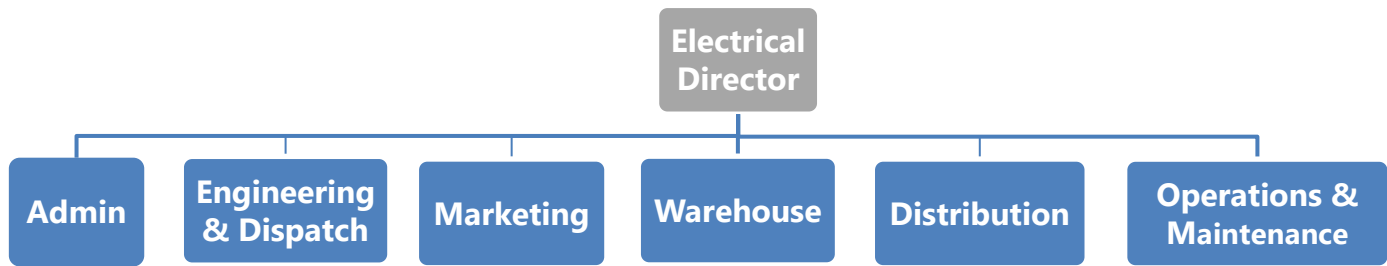 Electrical
Director
Admin
Engineering
& Dispatch
Marketing
Warehouse
Distribution
Operations &
Maintenance